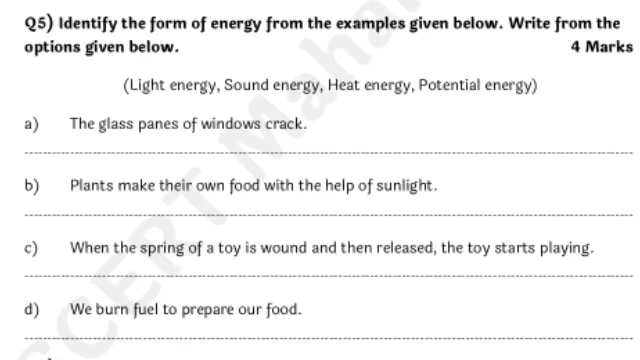 Q5) Identify the form of energy from the examples given below. Write from the
options given below. 4 Marks
(Light energy, Sound energy, Heat energy, Potential energy)
a) The glass panes of windows crack.
b) Plants make their own food with the help of sunlight.
c) When the spring of a toy is wound and then released, the toy starts playing.
d) We burn fuel to prepare our food.
SCERT Mahar